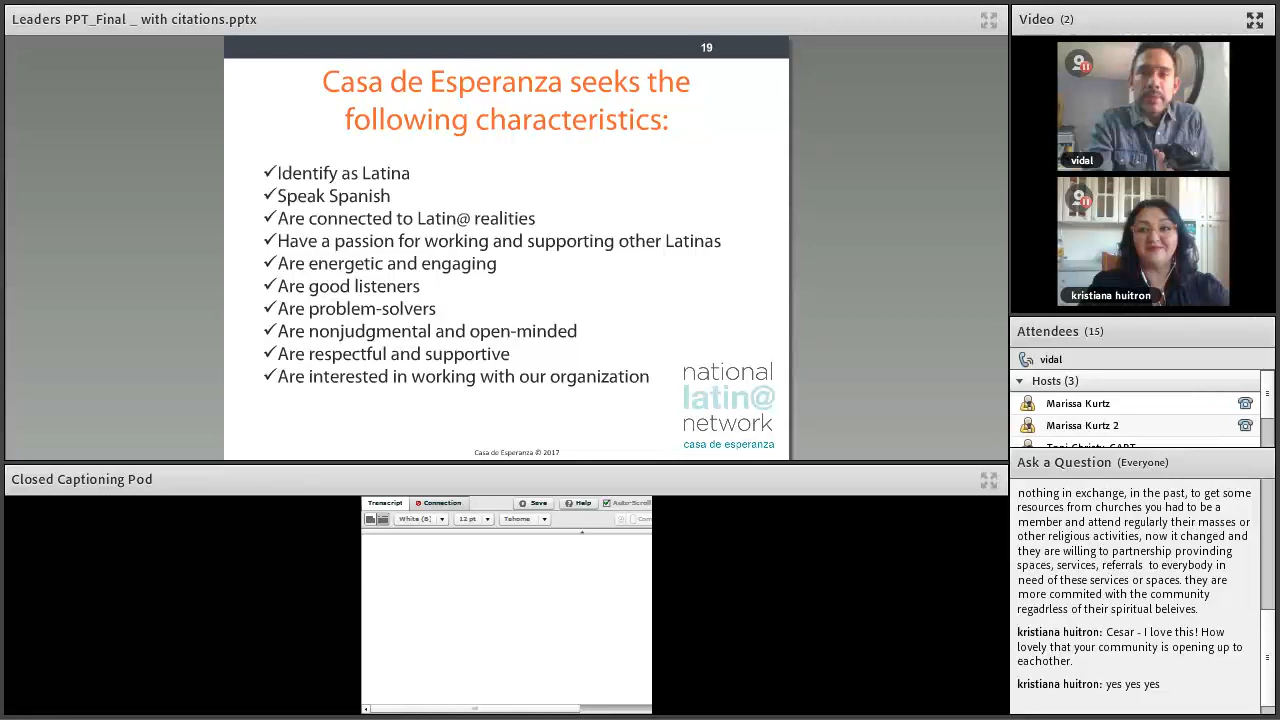 Leaders PPT_Final _ with citations.pptx
19
Casa de Esperanza seeks the
following characteristics:
✓Identify as Latina
✓Speak Spanish
✓Are connected to Latin@ realities
✓Have a passion for working and supporting other Latinas
✓Are energetic and engaging
✓Are good listeners
✓Are problem-solvers
✓Are nonjudgmental and open-minded
✓Are respectful and supportive
✓Are interested in working with our organization
national
latin@
network
casa de esperanza
Casa de Esperanza © 2017
Closed Captioning Pod
Transcript
Connection
Save
Help
Auto-Scroll
White (B)
12 pt
Tahoma
Video (2)
vidal
kristiana huitron
Attendees (15)
vidal
Hosts (3)
Marissa Kurtz
Marissa Kurtz 2
Ask a Question (Everyone)
nothing in exchange, in the past, to get some
resources from chirches you had to be a
member and attend regularly their masses or
other religious activities, now it changed and
they are willing to partnership provinding
spaces, services, referrals to everybody in
need of these services or spaces. they are
more commited with the community
regadrless of their spiritual beleives.
kristiana huitron: Cesar - I love this! How
lovely that your community is opening up to
eachother.
kristiana huitron: yes yes yes